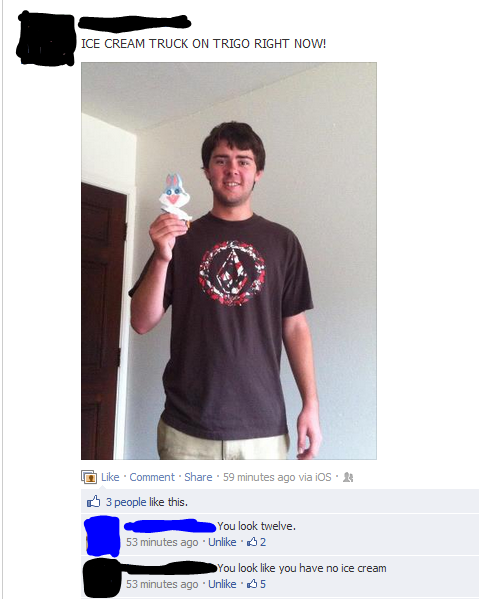 ICE CREAM TRUCK ON TRIGO RIGHT NOW!
Like · Comment · Share · 59 minutes ago via iOS ·
3 people like this.
You look twelve.
53 minutes ago · Unlike · 2
You look like you have no ice cream
53 minutes ago · Unlike · 5